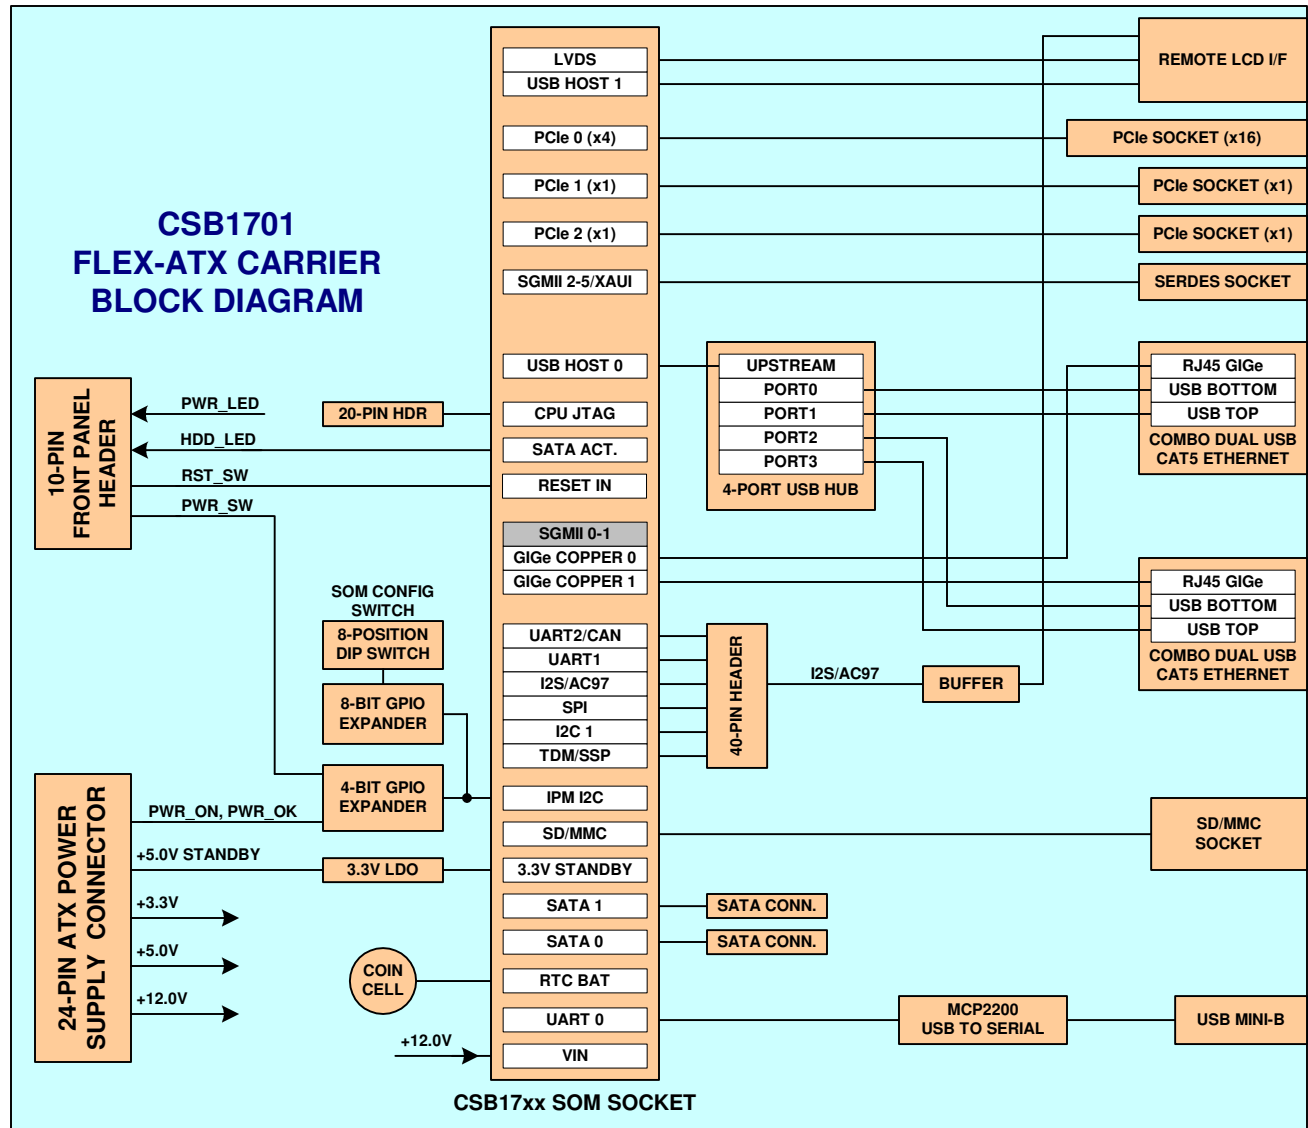 CSB1701
FLEX-ATX CARRIER
BLOCK DIAGRAM
LVDS
USB HOST 1
PCIe 0 (x4)
PCIe 1 (x1)
PCIe 2 (x1)
SGMII 2-5/XAUI
USB HOST 0
CPU JTAG
SATA ACT.
RESET IN
SGMII 0-1
GIGe COPPER 0
GIGe COPPER 1
UART2/CAN
UART1
I2S/AC97
SPI
I2C 1
TDM/SSP
IPM I2C
SD/MMC
3.3V STANDBY
SATA 1
SATA 0
RTC BAT
UART 0
VIN
CSB17xx SOM SOCKET
10-PIN
FRONT PANEL
HEADER
PWR_LED
HDD_LED
RST_SW
PWR_SW
20-PIN HDR
SOM CONFIG
SWITCH
8-POSITION
DIP SWITCH
8-BIT GPIO
EXPANDER
4-BIT GPIO
EXPANDER
24-PIN ATX POWER
SUPPLY CONNECTOR
PWR_ON, PWR_OK
+5.0V STANDBY
3.3V LDO
+3.3V
+5.0V
+12.0V
COIN
CELL
+12.0V
UPSTREAM
PORT0
PORT1
PORT2
PORT3
4-PORT USB HUB
40-PIN HEADER
I2S/AC97
BUFFER
SATA CONN.
SATA CONN.
MCP2200
USB TO SERIAL
REMOTE LCD I/F
PCIe SOCKET (x16)
PCIe SOCKET (x1)
PCIe SOCKET (x1)
SERDES SOCKET
RJ45 GIGe
USB BOTTOM
USB TOP
COMBO DUAL USB
CAT5 ETHERNET
RJ45 GIGe
USB BOTTOM
USB TOP
COMBO DUAL USB
CAT5 ETHERNET
SD/MMC
SOCKET
USB MINI-B